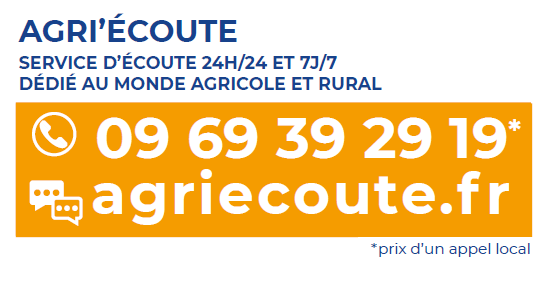 AGRI'ÉCOUTE
SERVICE D'ÉCOUTE 24H/24 ET 7J/7
DÉDIÉ AU MONDE AGRICOLE ET RURAL
09 69 39 29 19*
agriecoute.fr
*prix d'un appel local